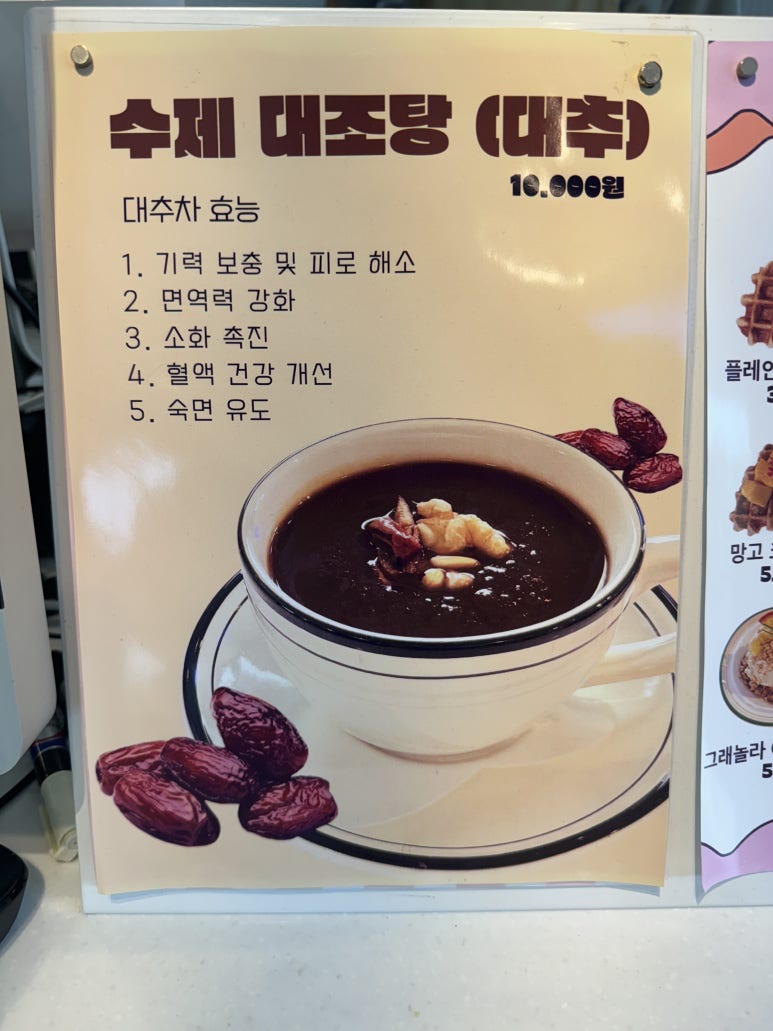 수제 대조탕 (대추)
10.000원
대추차 효능
1. 기력 보충 및 피로 해소
2. 면역력 강화
3. 소화 촉진
4. 혈액 건강 개선
5. 숙면 유도
플레인
3
망고
5,
그래놀라
5